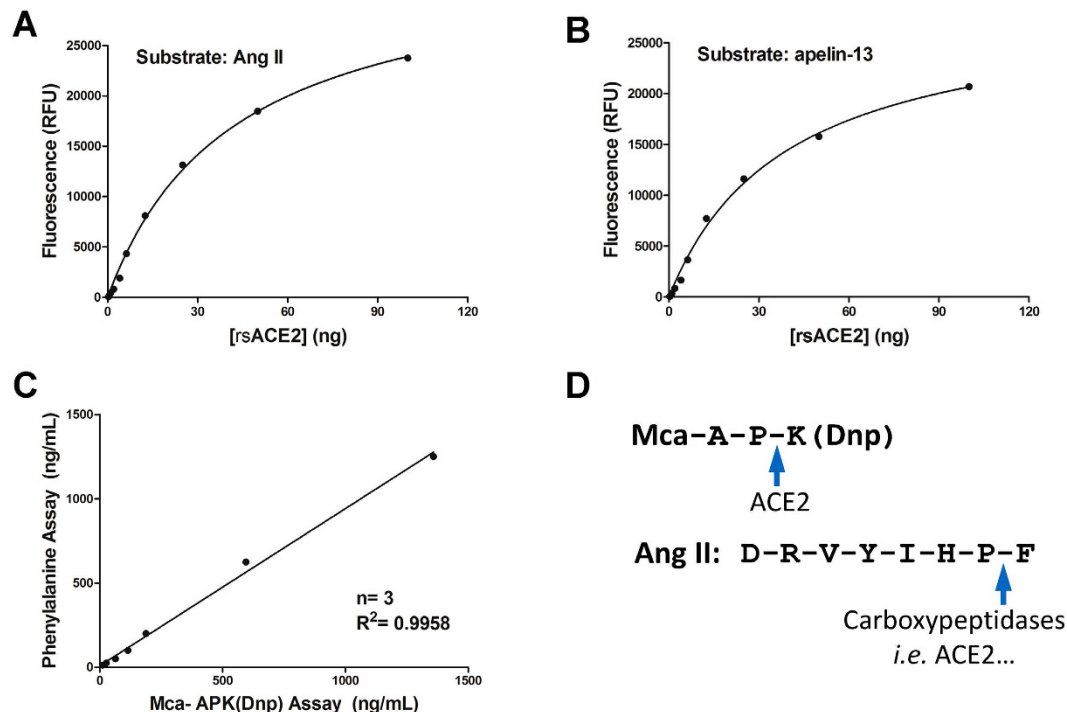 A
Substrate: Ang II
25000
20000
15000
10000
5000
0
Fluorescence (RFU)
0 30 60 90 120
[rsACE2] (ng)
B
Substrate: apelin-13
25000
20000
15000
10000
5000
0
Fluorescence (RFU)
0 30 60 90 120
[rsACE2] (ng)
C
1500
1000
500
0
Phenylalanine Assay (ng/mL)
n= 3
R²= 0.9958
0 500 1000 1500
Mca- APK(Dnp) Assay (ng/mL)
D
Mca–A–P–K(Dnp)
ACE2
Ang II: D–R–V–Y–I–H–P–F
Carboxypeptidases
i.e. ACE2...